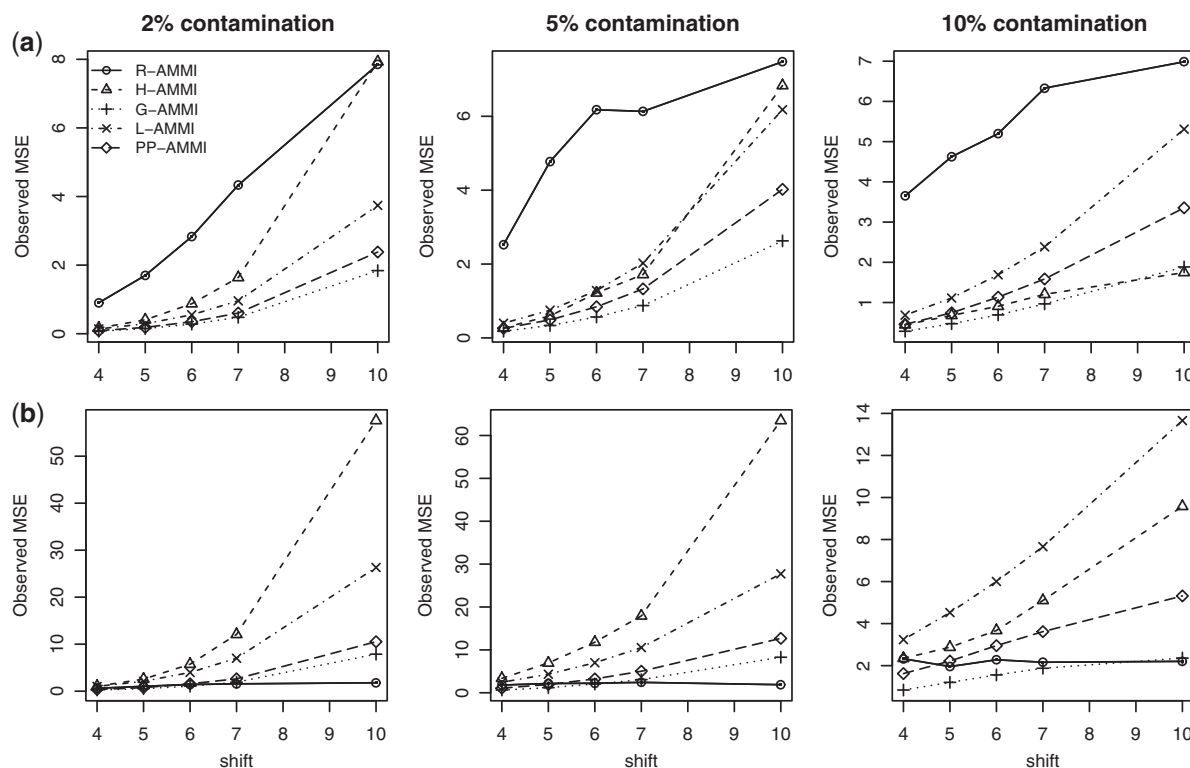 2% contamination
5% contamination
10% contamination
(a)
Observed MSE
0 2 4 6 8
4 5 6 7 8 9 10
R−AMMI
H−AMMI
G−AMMI
L−AMMI
PP−AMMI
Observed MSE
0 2 4 6
4 5 6 7 8 9 10
Observed MSE
1 2 3 4 5 6 7
4 5 6 7 8 9 10
(b)
Observed MSE
0 10 20 30 40 50
4 5 6 7 8 9 10
shift
Observed MSE
0 10 20 30 40 50 60
4 5 6 7 8 9 10
shift
Observed MSE
2 4 6 8 10 12 14
4 5 6 7 8 9 10
shift